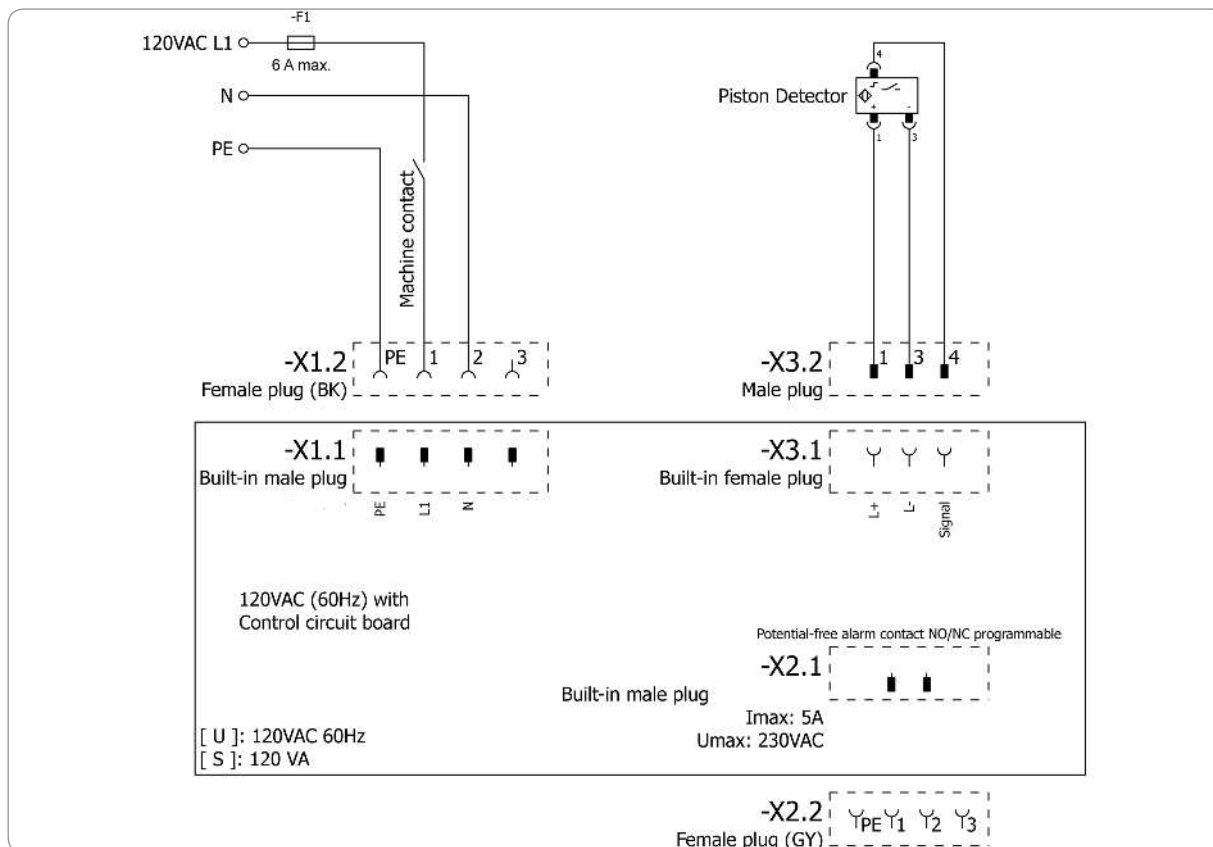 -F1
120VAC L1
6 A max.
N
PE
Machine contact
4
Piston Detector
+ -
1 3
-X1.2 PE 1 2 3
Female plug (BK)
-X3.2 1 3 4
Male plug
-X1.1
Built-in male plug
PE L1 N
-X3.1
Built-in female plug
L+ L- Signal
120VAC (60Hz) with
Control circuit board
Potential-free alarm contact NO/NC programmable
-X2.1
Built-in male plug
Imax: 5A
Umax: 230VAC
[ U ]: 120VAC 60Hz
[ S ]: 120 VA
-X2.2 PE 1 2 3
Female plug (GY)